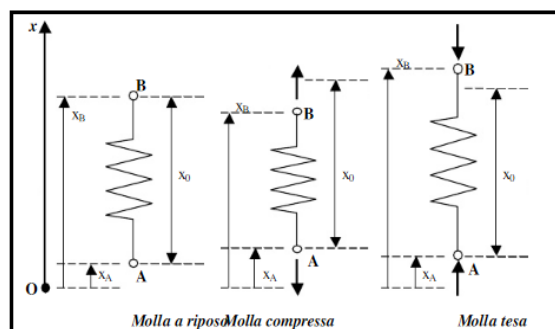 x
B
B
B
x_B
x_B
x_B
x_0
x_0
x_0
A
A
A
x_A
x_A
x_A
O
Molla a riposo
Molla compressa
Molla tesa